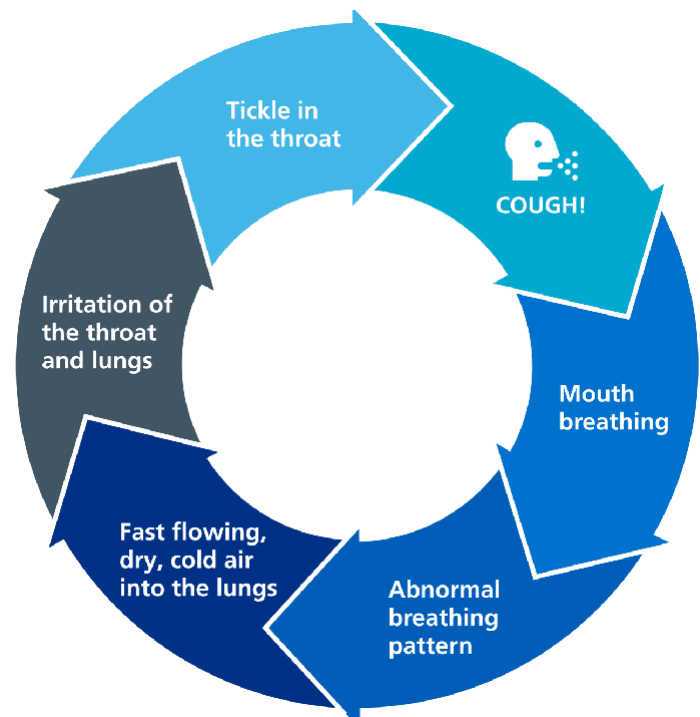 Tickle in
the throat
COUGH!
Mouth
breathing
Abnormal
breathing
pattern
Fast flowing,
dry, cold air
into the lungs
Irritation of
the throat
and lungs